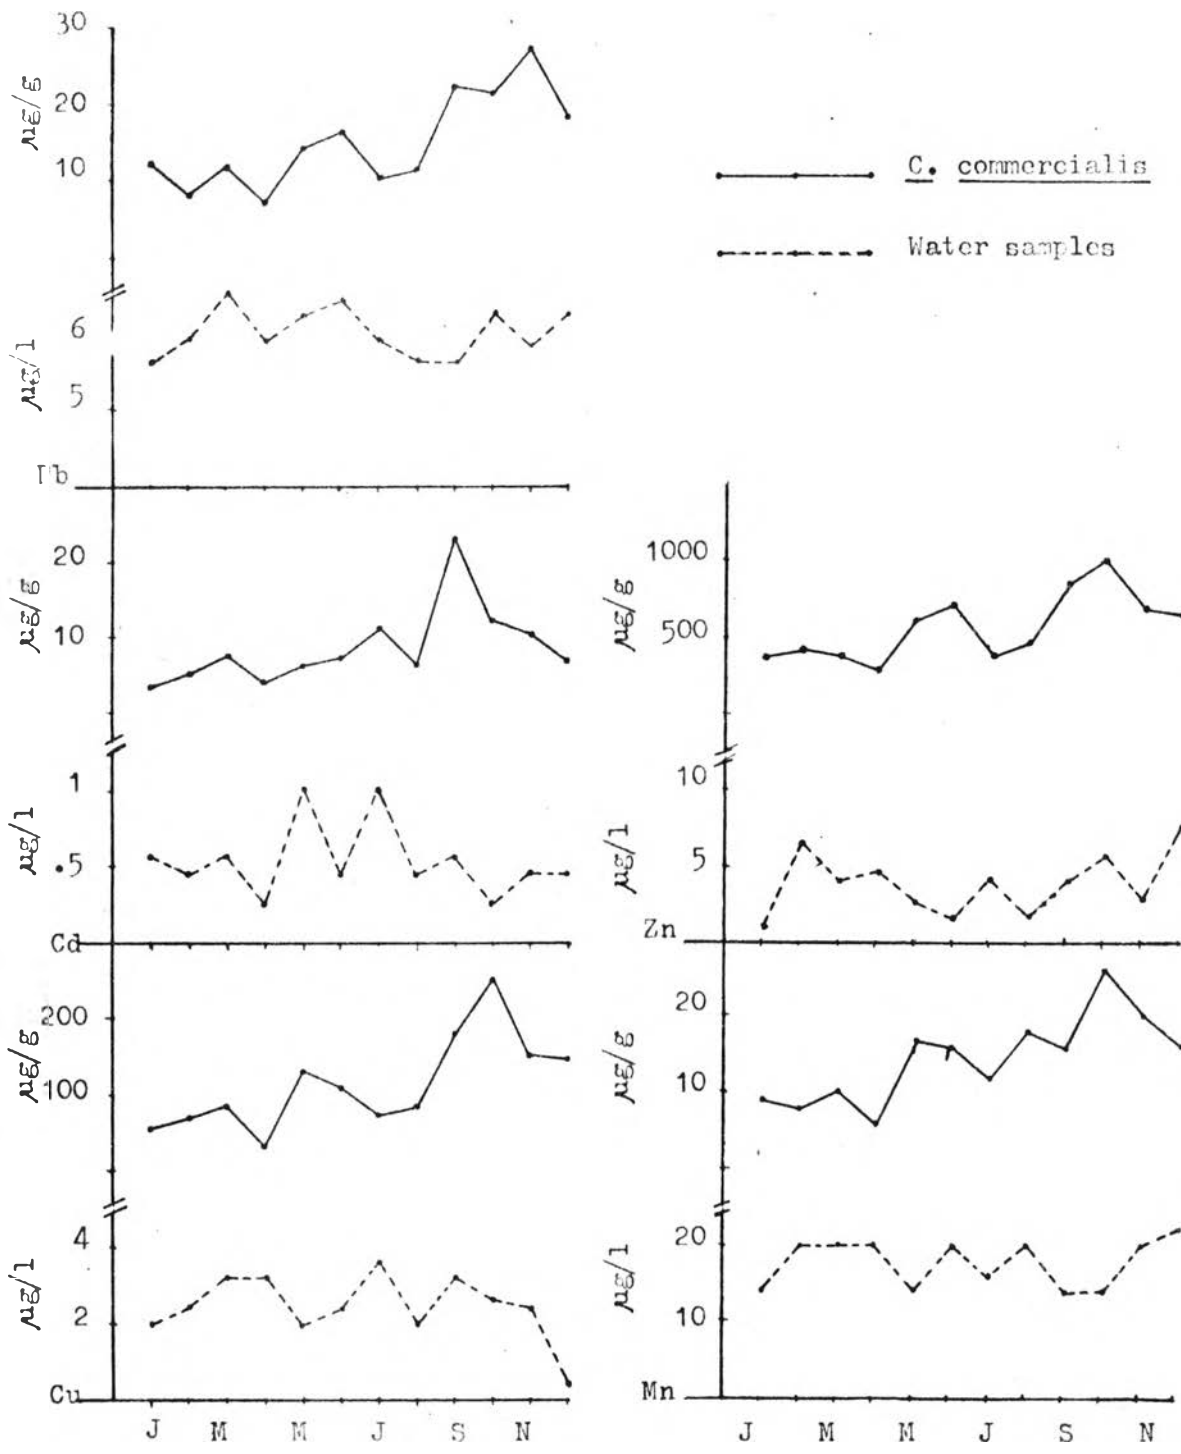 30
µg/g
20
10
C. commercialis
Water samples
6
µg/l
5
Pb
20
µg/g
10
1
µg/l
.5
Cd
1000
µg/g
500
10
µg/l
5
Zn
200
µg/g
100
4
µg/l
2
Cu
J M M J S N
20
µg/g
10
20
µg/l
10
Mn
J M M J S N